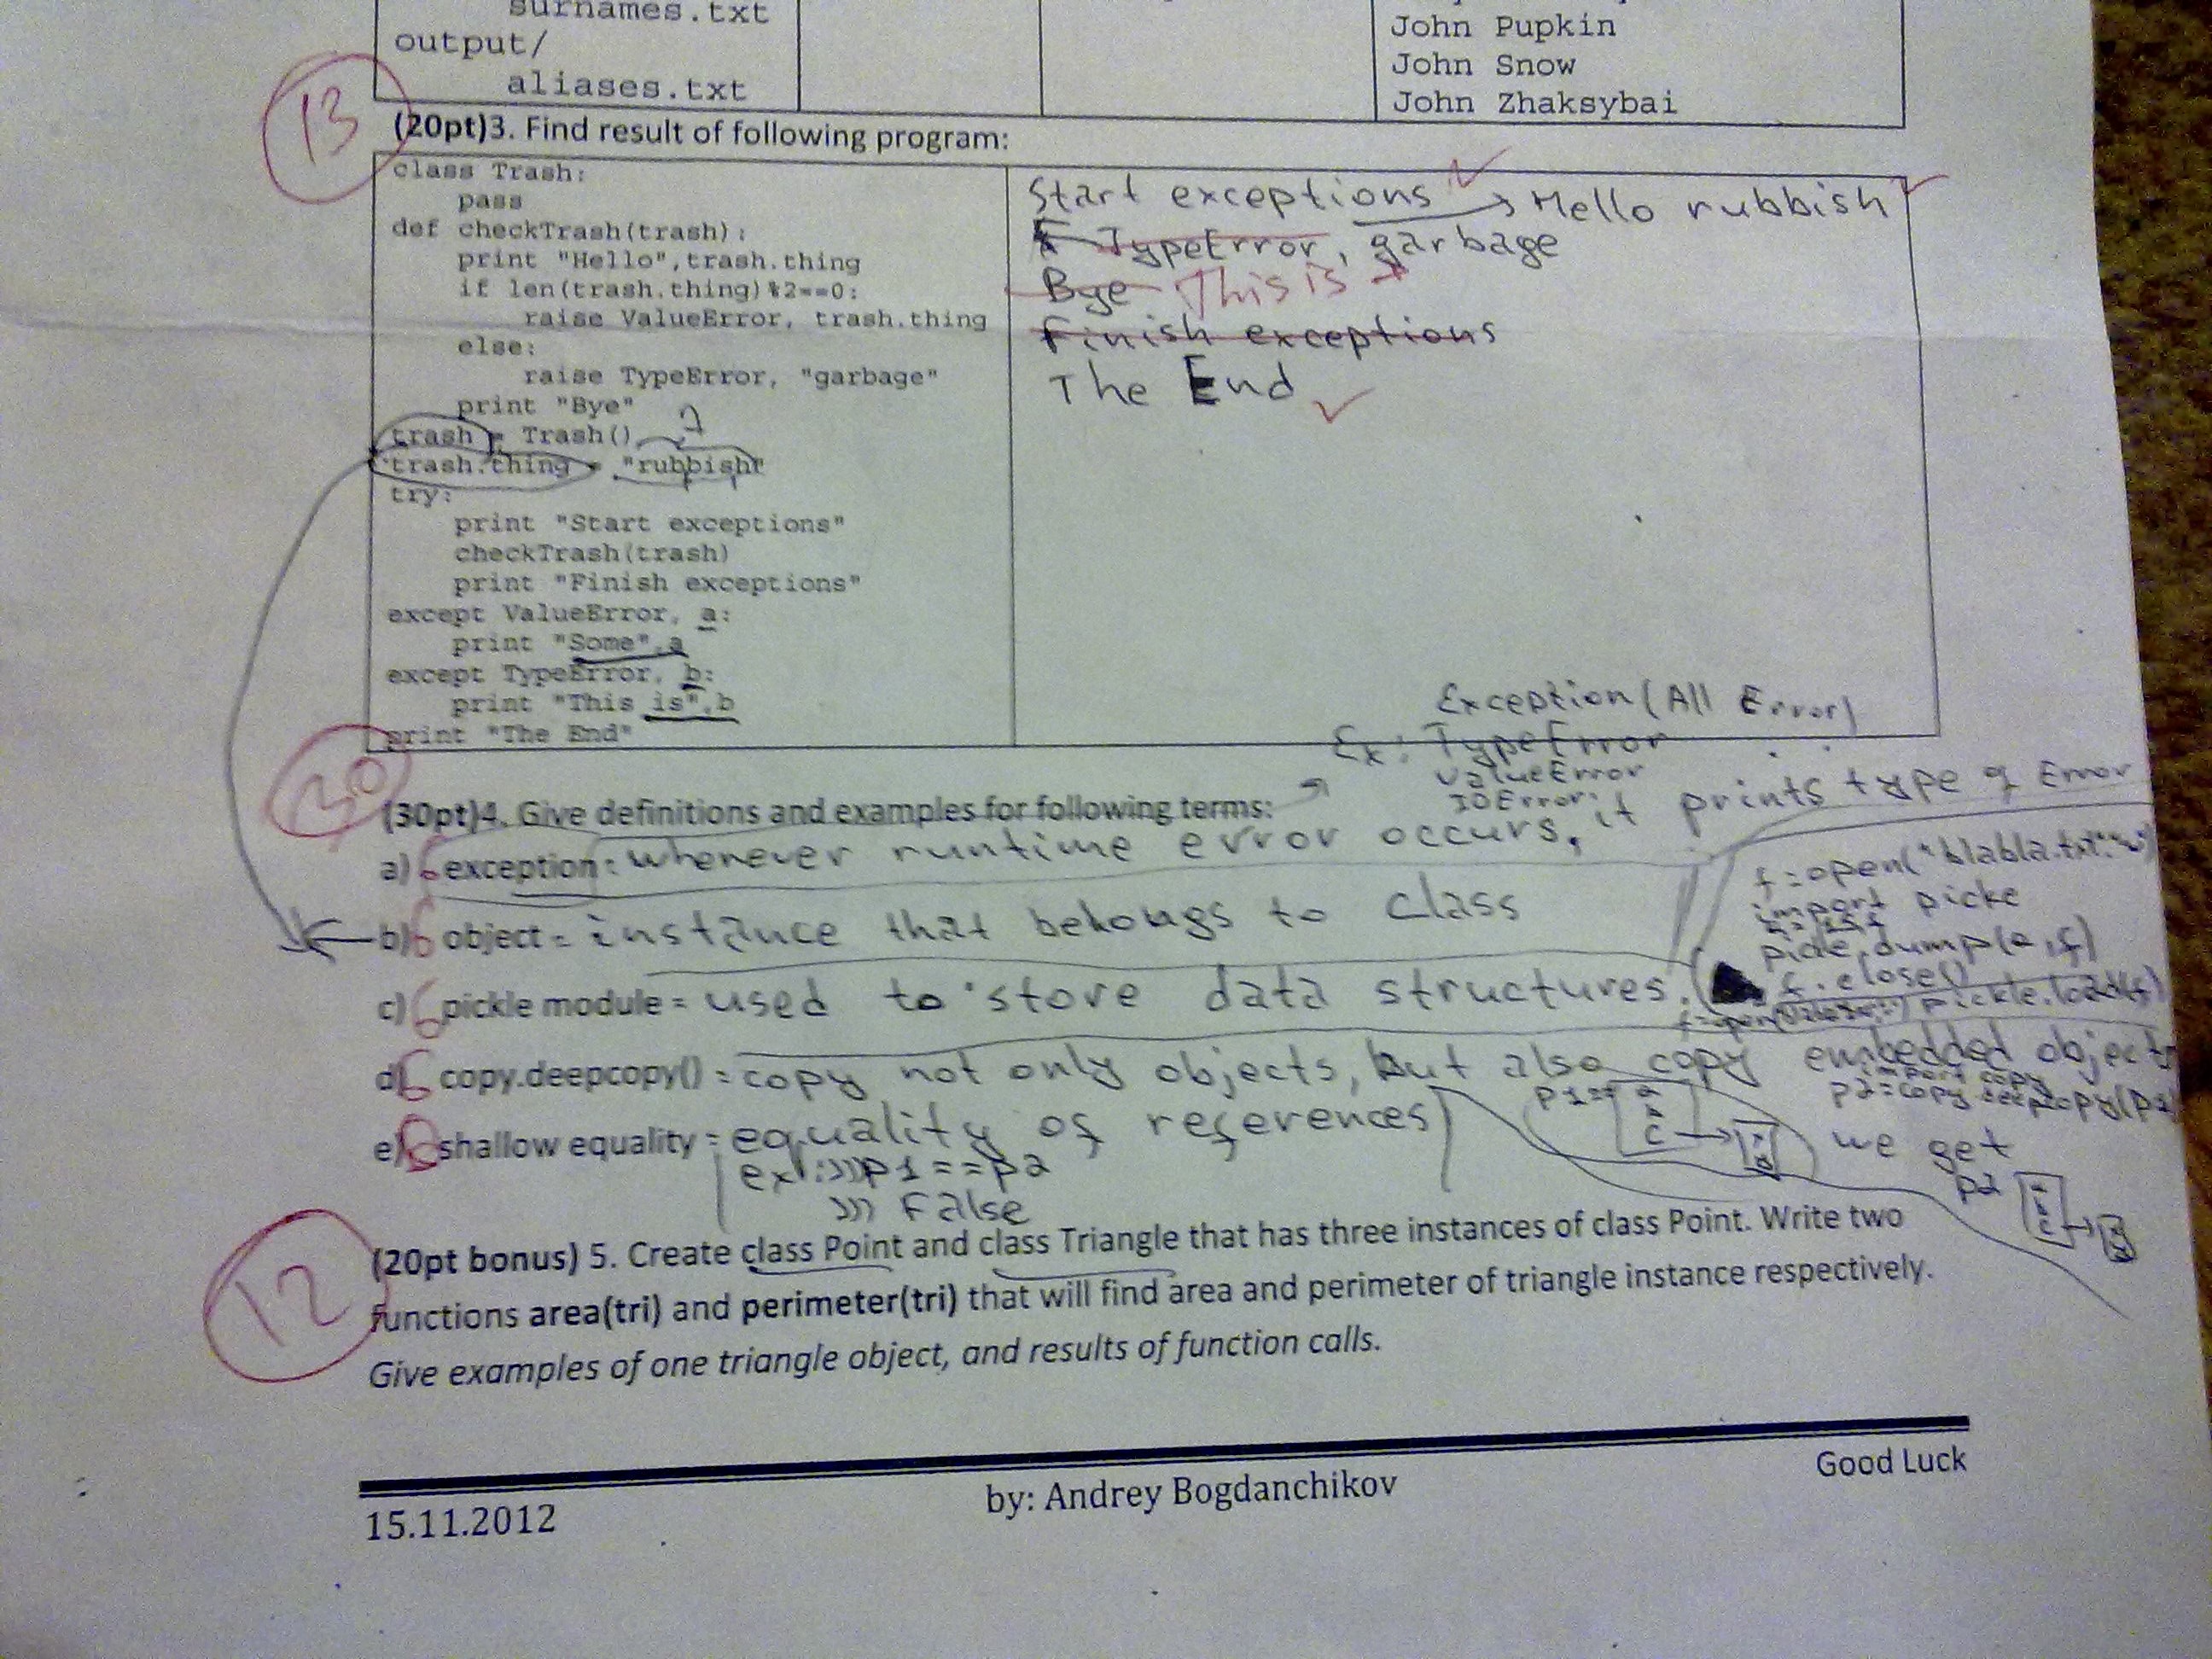 surnames.txt
output/
aliases.txt
John Pupkin
John Snow
John Zhaksybai
13
(20pt)3. Find result of following program:
class Trash:
pass
def checkTrash(trash):
print "Hello",trash.thing
if len(trash.thing)%2==0:
raise ValueError, trash.thing
else:
raise TypeError, "garbage"
print "Bye"
trash = Trash()
trash.thing = "rubbish"
try:
print "Start exceptions"
checkTrash(trash)
print "Finish exceptions"
except ValueError, a:
print "Some",a
except TypeError, b:
print "This is",b
print "The End"
Start exceptions → Hello rubbish
TypeError, garbage
Bye This is
Finish exceptions
The End
Exception (All Error)
Ex: TypeError
ValueError
IOError
30
(30pt)4. Give definitions and examples for following terms:
a) 6 exception: whenever runtime error occurs, it prints type of Error
b) 6 object = instance that belongs to class
c) 6 pickle module = used to store data structures.
f=open("blabla.txt"
import picke
f.close()
pickle.load(f)
d) 6 copy.deepcopy() = copy not only objects, but also copy embedded objects
import copy
p2=copy.deepcopy(p1)
we get
p2
e) 6 shallow equality = equality of references
ex: >>> p1 == p2
>>> False
12
(20pt bonus) 5. Create class Point and class Triangle that has three instances of class Point. Write two
functions area(tri) and perimeter(tri) that will find area and perimeter of triangle instance respectively.
Give examples of one triangle object, and results of function calls.
15.11.2012
by: Andrey Bogdanchikov
Good Luck